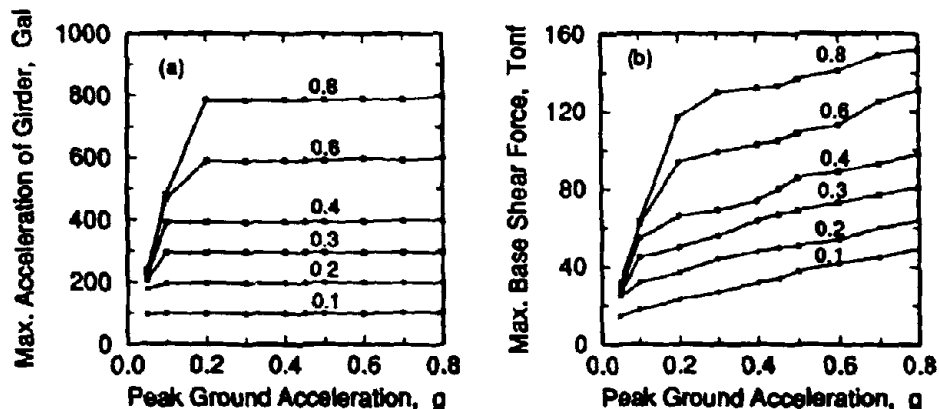 Max. Acceleration of Girder, Gal
1000
800
600
400
200
0
(a)
0.8
0.6
0.4
0.3
0.2
0.1
0.0 0.2 0.4 0.6 0.8
Peak Ground Acceleration, g
Max. Base Shear Force, Tonf
160
120
80
40
0
(b)
0.8
0.6
0.4
0.3
0.2
0.1
0.0 0.2 0.4 0.6 0.8
Peak Ground Acceleration, g